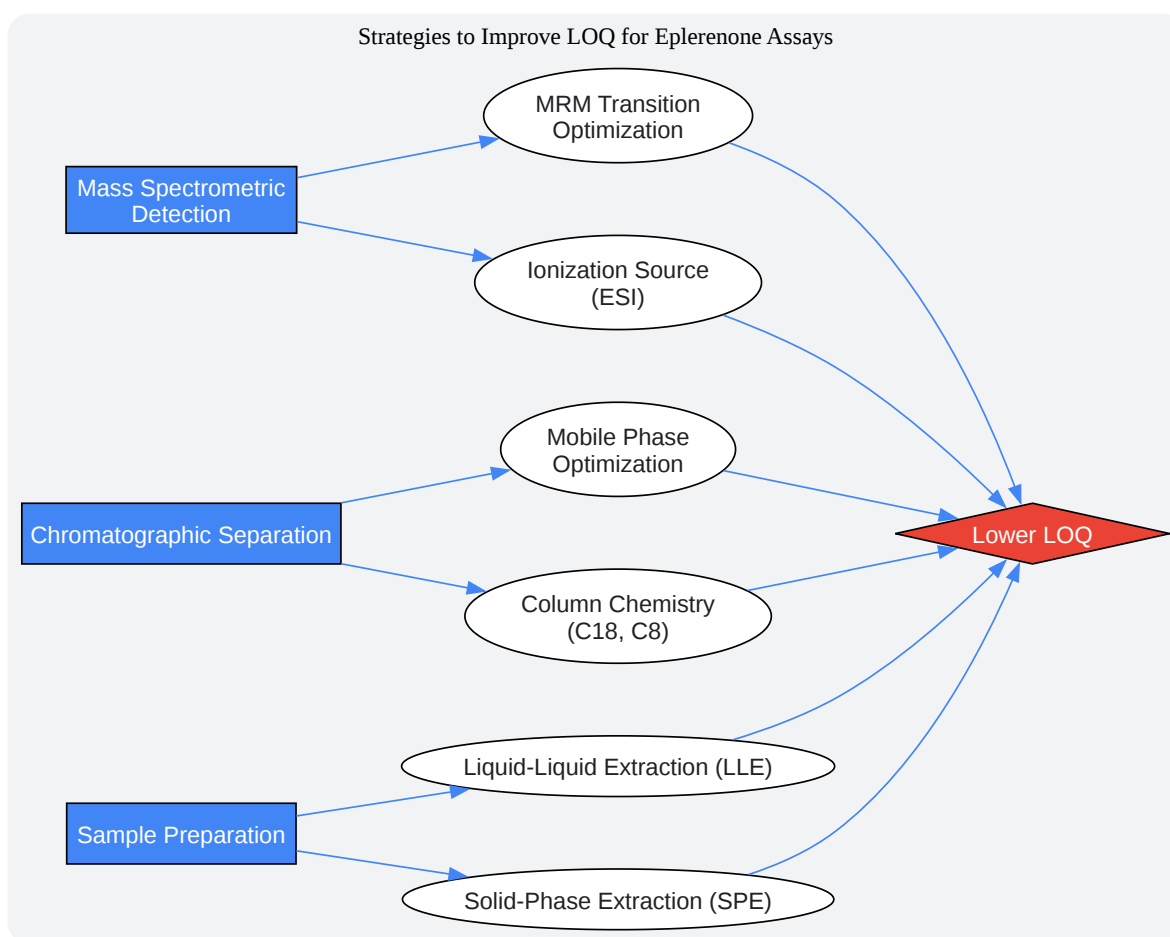 Strategies to Improve LOQ for Eplerenone Assays
MRM Transition
Optimization
Mass Spectrometric
Detection
Ionization Source
(ESI)
Mobile Phase
Optimization
Chromatographic Separation
Lower LOQ
Column Chemistry
(C18, C8)
Liquid-Liquid Extraction (LLE)
Sample Preparation
Solid-Phase Extraction (SPE)